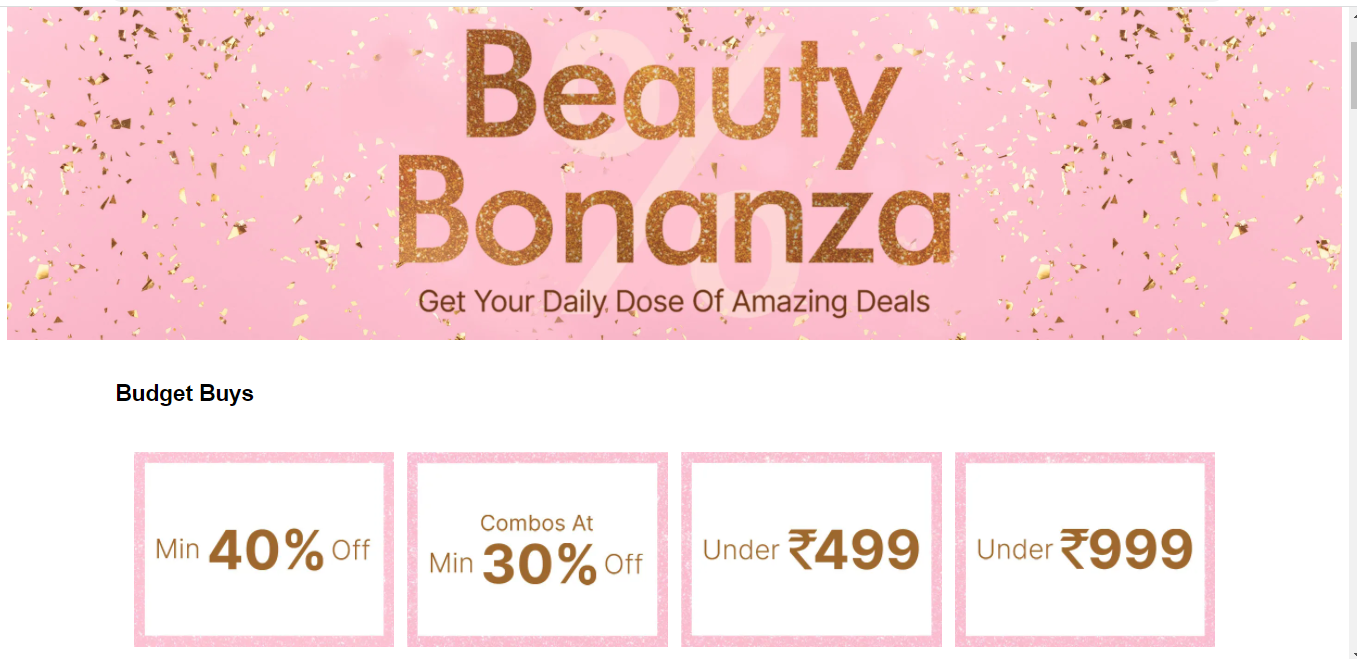 Beauty
Bonanza
Get Your Daily Dose Of Amazing Deals
Budget Buys
Min 40% Off
Combos At
Min 30% Off
Under ₹499
Under ₹999